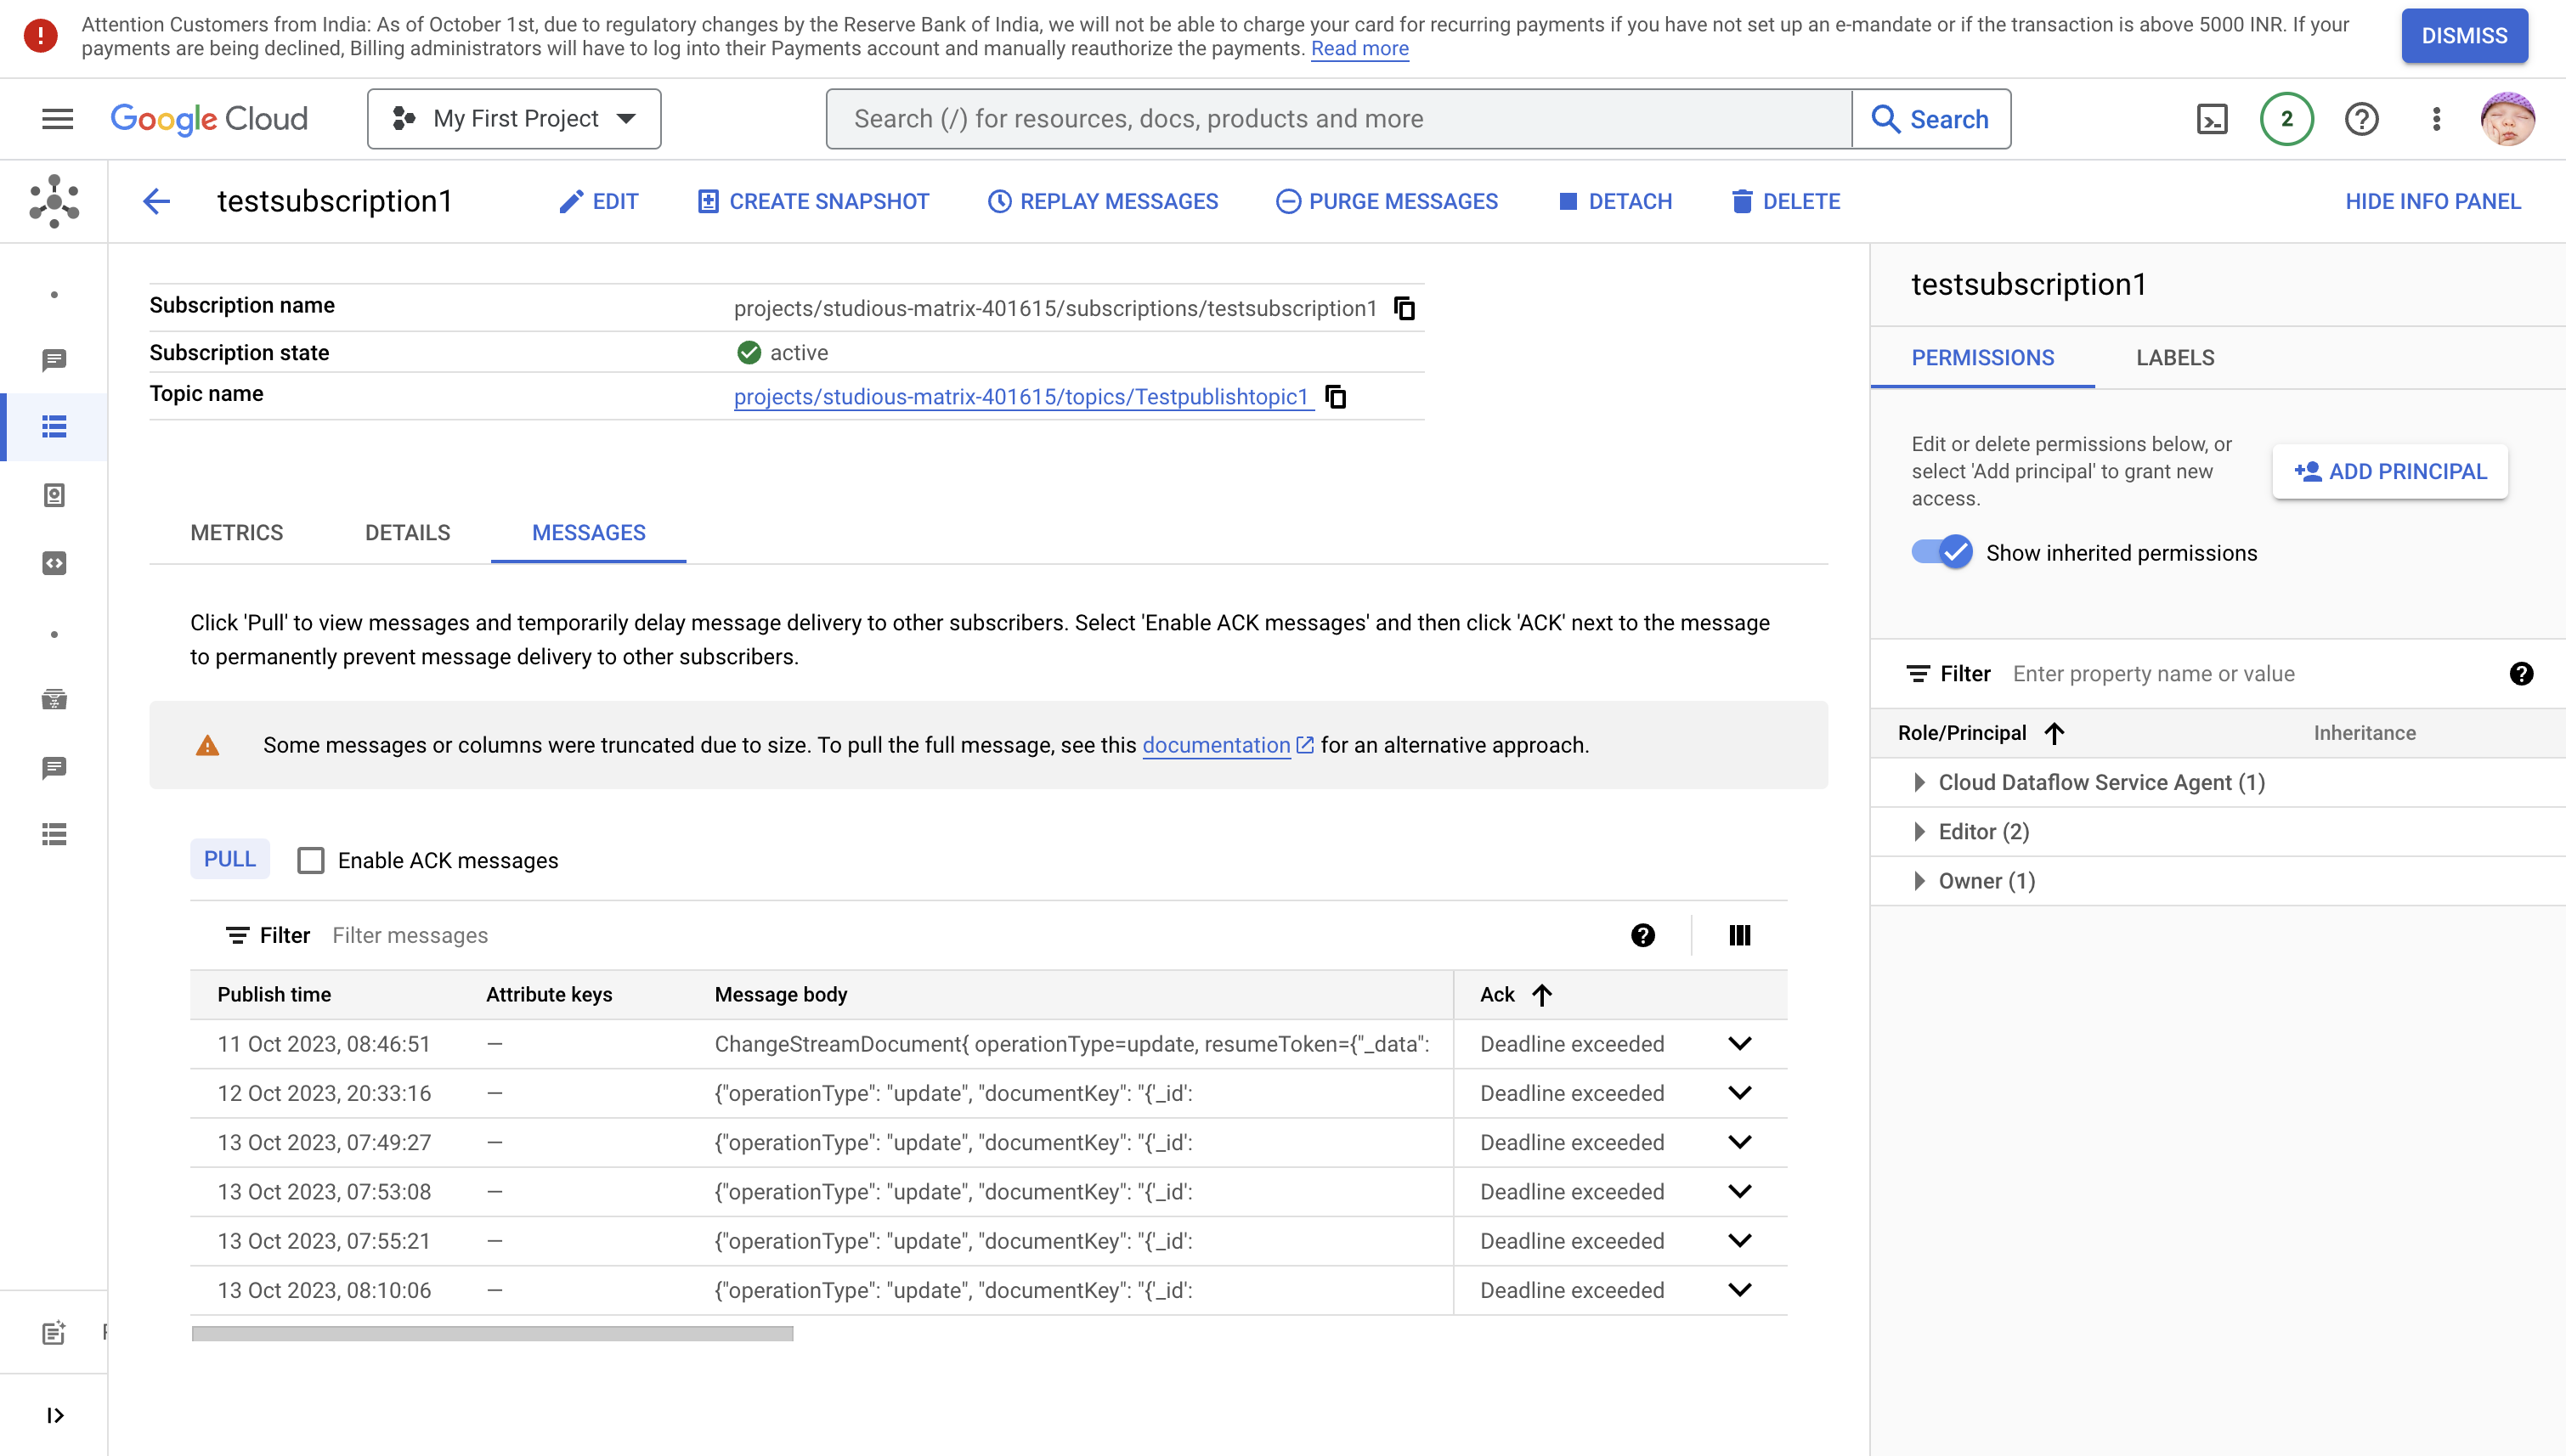 Attention Customers from India: As of October 1st, due to regulatory changes by the Reserve Bank of India, we will not be able to charge your card for recurring payments if you have not set up an e-mandate or if the transaction is above 5000 INR. If your
payments are being declined, Billing administrators will have to log into their Payments account and manually reauthorize the payments. Read more
DISMISS
Google Cloud
My First Project
Search (/) for resources, docs, products and more
Search
2
testsubscription1
EDIT
CREATE SNAPSHOT
REPLAY MESSAGES
PURGE MESSAGES
DETACH
DELETE
HIDE INFO PANEL
Subscription name
projects/studious-matrix-401615/subscriptions/testsubscription1
Subscription state
active
Topic name
projects/studious-matrix-401615/topics/Testpublishtopic1
METRICS
DETAILS
MESSAGES
Click 'Pull' to view messages and temporarily delay message delivery to other subscribers. Select 'Enable ACK messages' and then click 'ACK' next to the message
to permanently prevent message delivery to other subscribers.
Some messages or columns were truncated due to size. To pull the full message, see this documentation for an alternative approach.
PULL
Enable ACK messages
Filter
Filter messages
Publish time
Attribute keys
Message body
Ack
11 Oct 2023, 08:46:51 — ChangeStreamDocument{ operationType=update, resumeToken={"_data": Deadline exceeded
12 Oct 2023, 20:33:16 — {"operationType": "update", "documentKey": "{'_id': Deadline exceeded
13 Oct 2023, 07:49:27 — {"operationType": "update", "documentKey": "{'_id': Deadline exceeded
13 Oct 2023, 07:53:08 — {"operationType": "update", "documentKey": "{'_id': Deadline exceeded
13 Oct 2023, 07:55:21 — {"operationType": "update", "documentKey": "{'_id': Deadline exceeded
13 Oct 2023, 08:10:06 — {"operationType": "update", "documentKey": "{'_id': Deadline exceeded
testsubscription1
PERMISSIONS
LABELS
Edit or delete permissions below, or
select 'Add principal' to grant new
access.
ADD PRINCIPAL
Show inherited permissions
Filter
Enter property name or value
Role/Principal
Inheritance
Cloud Dataflow Service Agent (1)
Editor (2)
Owner (1)